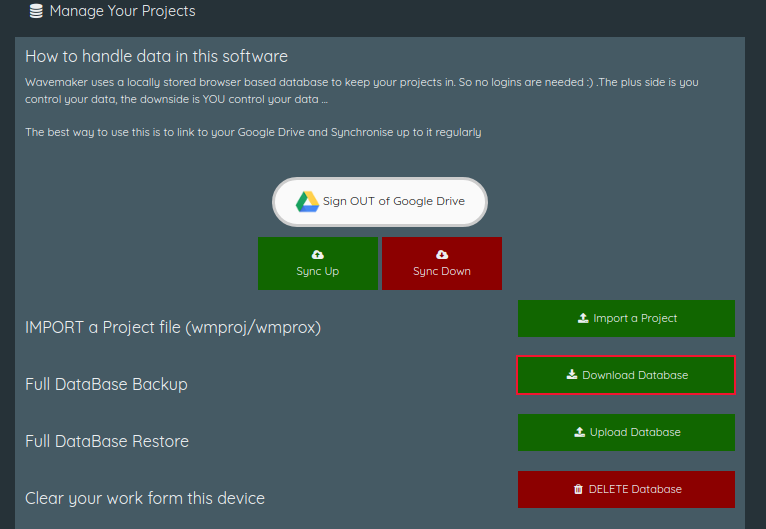 Manage Your Projects
How to handle data in this software
Wavemaker uses a locally stored browser based database to keep your projects in. So no logins are needed :) .The plus side is you
control your data, the downside is YOU control your data ...
The best way to use this is to link to your Google Drive and Synchronise up to it regularly
Sign OUT of Google Drive
Sync Up
Sync Down
IMPORT a Project file (wmproj/wmprox)
Import a Project
Full DataBase Backup
Download Database
Full DataBase Restore
Upload Database
Clear your work form this device
DELETE Database